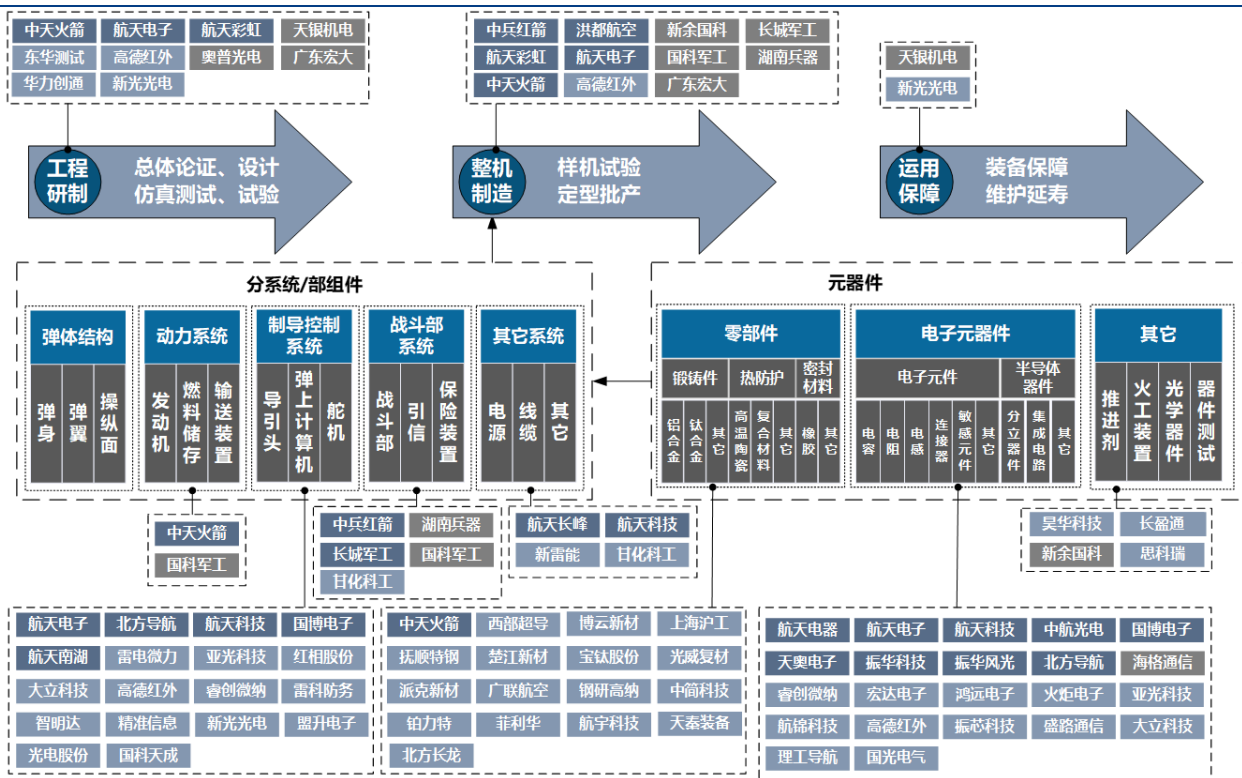 中天火箭 航天电子 航天彩虹 天银机电
东华测试 高德红外 奥普光电 广东宏大
华力创通 新光光电
中兵红箭 洪都航空 新余国科 长城军工
航天彩虹 航天电子 国科军工 湖南兵器
中天火箭 高德红外 广东宏大
天银机电
新光光电
工程
研制
总体论证、设计
仿真测试、试验
整机
制造
样机试验
定型批产
运用
保障
装备保障
维护延寿
分系统/部组件
弹体结构
弹身
弹翼
操纵面
动力系统
发动机
燃料储存
输送装置
制导控制
系统
导引头
弹上计算机
舵机
战斗部
系统
战斗部
引信
保险装置
其它系统
电源
线缆
其它
元器件
零部件
锻铸件 热防护 密封
材料
铝合金
钛合金
其它
高温陶瓷
复合材料
其它
橡胶
其它
电子元器件
电子元件 半导体
器件
电容
电阻
电感
连接器
敏感元件
其它
分立器件
集成电路
其它
其它
推进剂
火工装置
光学器件
器件测试
中天火箭
国科军工
中兵红箭 湖南兵器
长城军工 国科军工
甘化科工
航天长峰 航天科技
新雷能 甘化科工
昊华科技 长盈通
新余国科 思科瑞
航天电子 北方导航 航天科技 国博电子
航天南湖 雷电微力 亚光科技 红相股份
大立科技 高德红外 睿创微纳 雷科防务
智明达 精准信息 新光光电 盟升电子
光电股份 国科天成
中天火箭 西部超导 博云新材 上海沪工
抚顺特钢 楚江新材 宝钛股份 光威复材
派克新材 广联航空 钢研高纳 中简科技
铂力特 菲利华 航宇科技 天秦装备
北方长龙
航天电器 航天电子 航天科技 中航光电 国博电子
天奥电子 振华科技 振华风光 北方导航 海格通信
睿创微纳 宏达电子 鸿远电子 火炬电子 亚光科技
航锦科技 高德红外 振芯科技 盛路通信 大立科技
理工导航 国光电气